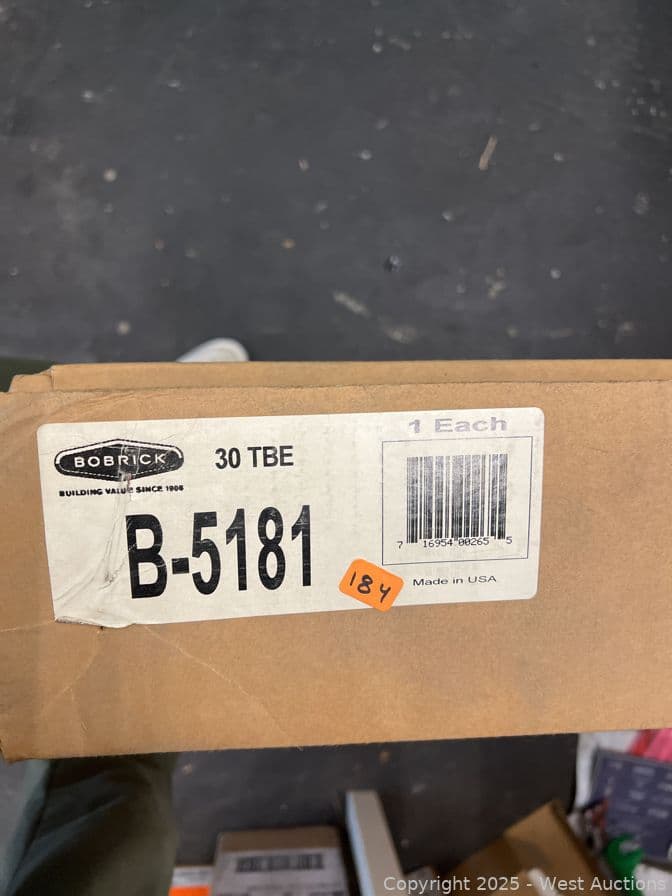 BOBRICK
BUILDING VALUE SINCE 1906
30 TBE
B-5181
1 Each
7 16954 00265 5
Made in USA
184
Copyright 2025 - West Auctions